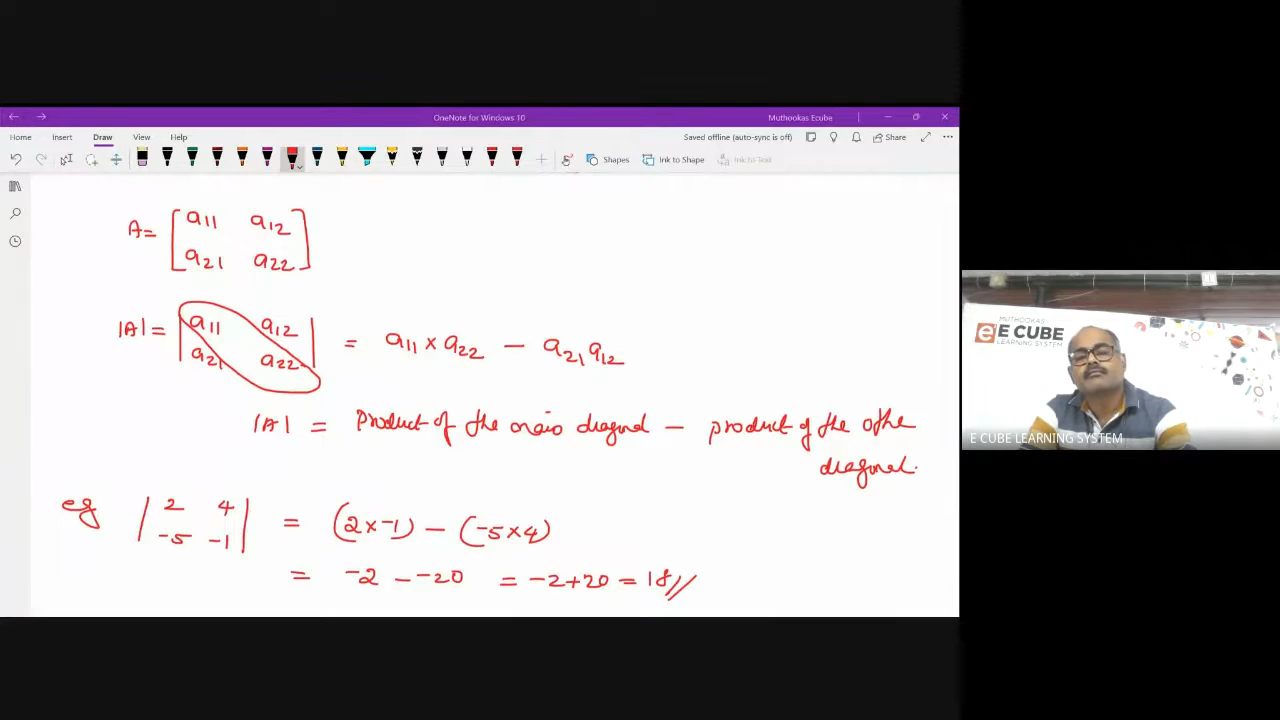 OneNote for Windows 10
Muthookas Ecube
Home Insert Draw View Help
Saved offline (auto-sync is off)
Share
Shapes
Ink to Shape
Ink to Text
A= [a11 a12
a21 a22]
|A| = |a11 a12
a21 a22| = a11 × a22 − a21 a12
|A| = Product of the main diagonal − product of the othe
diagonal.
eg |2 4
-5 -1| = (2×-1) − (-5×4)
= -2 − -20 = -2+20 = 18//
MUTHOOKAS
e E CUBE
LEARNING SYSTEM
E CUBE LEARNING SYSTEM